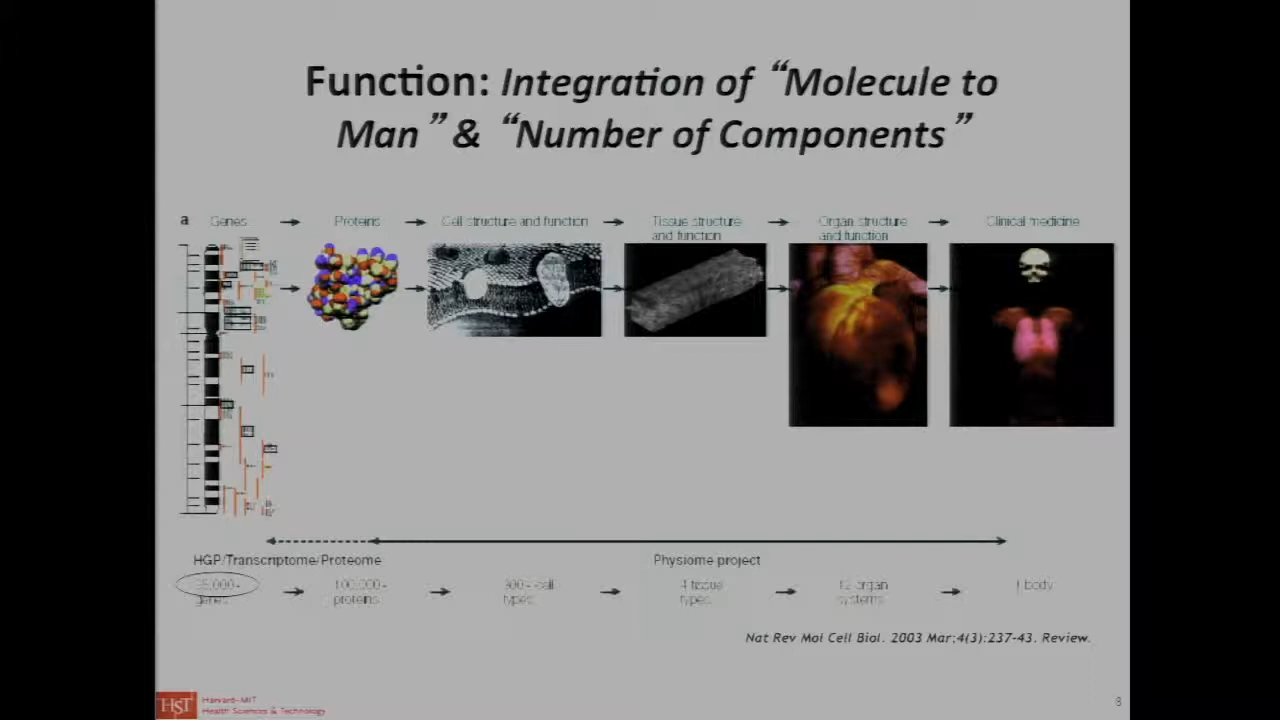 Function: Integration of “Molecule to
Man” & “Number of Components”
a Genes Proteins Cell structure and function Tissue structure and function Organ structure and function Clinical medicine
HGP/Transcriptome/Proteome Physiome project
genes 100,000+ proteins 300+ cell types 4 tissue types 12 organ systems 1 body
Nat Rev Mol Cell Biol. 2003 Mar;4(3):237-43. Review.
HST Harvard-MIT
Health Sciences & Technology
8